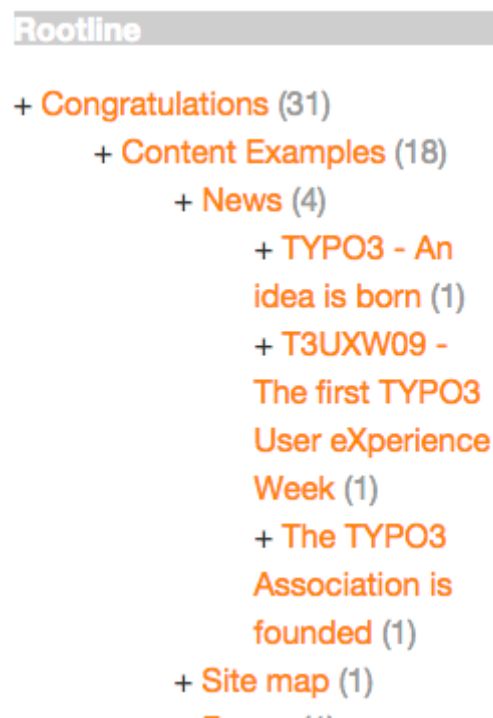 Rootline
+ Congratulations (31)
+ Content Examples (18)
+ News (4)
+ TYPO3 - An
idea is born (1)
+ T3UXW09 -
The first TYPO3
User eXperience
Week (1)
+ The TYPO3
Association is
founded (1)
+ Site map (1)